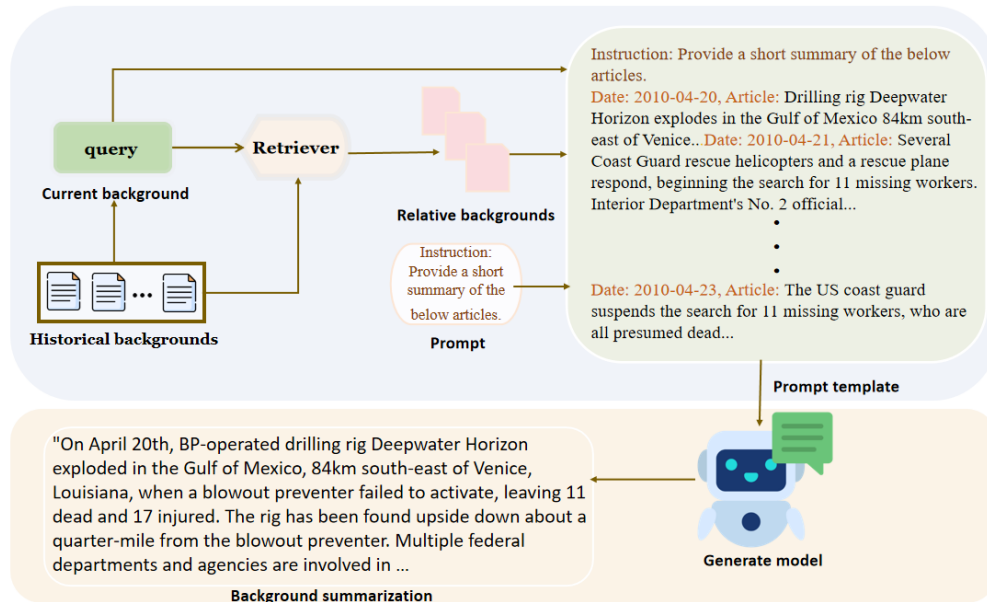 Instruction: Provide a short summary of the below
articles.
Date: 2010-04-20, Article: Drilling rig Deepwater
Horizon explodes in the Gulf of Mexico 84km south-
east of Venice...Date: 2010-04-21, Article: Several
Coast Guard rescue helicopters and a rescue plane
respond, beginning the search for 11 missing workers.
Interior Department's No. 2 official...
Date: 2010-04-23, Article: The US coast guard
suspends the search for 11 missing workers, who are
all presumed dead...
query
Current background
Retriever
Relative backgrounds
...
Historical backgrounds
Instruction:
Provide a short
summary of the
below articles.
Prompt
Prompt template
"On April 20th, BP-operated drilling rig Deepwater Horizon
exploded in the Gulf of Mexico, 84km south-east of Venice,
Louisiana, when a blowout preventer failed to activate, leaving 11
dead and 17 injured. The rig has been found upside down about a
quarter-mile from the blowout preventer. Multiple federal
departments and agencies are involved in ...
Background summarization
Generate model